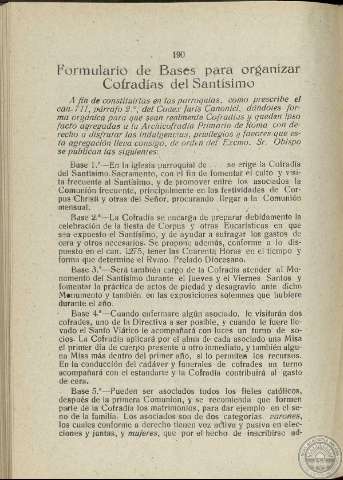 190
Formulario de Bases para organizar
Cofradías del Santísimo
A fin de constituirlas en las parroquias, como prescribe el
can. 711, párrafo 2.°, del Codex Juris Canonici, dándoles for-
ma orgánica para que sean realmente Cofradías y quedan ipso
facto agregadas a la Archicofradía Primaria de Roma con de-
recho a disfrutar las indulgencias, privilegios y favores que es-
ta agregación lleva consigo, de orden del Excmo. Sr. Obispo
se publican las siguientes:
Base 1.ª—En la iglesia parroquial de . . . se erige la Cofradía
del Santísimo Sacramento, con el fin de fomentar el culto y visi-
ta frecuente al Santísimo, y de promover entre los asociados la
Comunión frecuente, principalmente en las festividades de Cor-
pus Christi y otras del Señor, procurando llegar a la Comunión
mensual.
Base 2.ª—La Cofradía se encarga de preparar debidamente la
celebración de la fiesta de Corpus y otras Eucarísticas en que
sea expuesto el Santísimo, y de ayudar a sufragar los gastos de
cera y otros necesarios. Se propone además, conforme a lo dis-
puesto en el can. 1275, tener las Cuarenta Horas en el tiempo y
forma que determine el Rvmo. Prelado Diocesano.
Base 3.ª—Será también cargo de la Cofradía atender al Mo-
numento del Santísimo durante el Jueves y el Viernes Santos y
fomentar la práctica de actos de piedad y desagravio ante dicho
Monumento y también en las exposiciones solemnes que hubiere
durante el año.
Base 4.ª—Cuando enfermare algún asociado, le visitarán dos
cofrades, uno de la Directiva a ser posible, y cuando le fuere lle-
vado el Santo Viático le acompañará con luces un turno de so-
cios. La Cofradía aplicará por el alma de cada asociado una Misa
el primer día de cuerpo presente u otro inmediato, y también algu-
na Misa más dentro del primer año, si lo permiten los recursos.
En la conducción del cadáver y funerales de cofrades un turno
acompañará con el estandarte y la Cofradía contribuirá al gasto
de cera.
Base 5.ª—Pueden ser asociados todos los fieles católicos,
después de la primera Comunión, y se recomienda que formen
parte de la Cofradía los matrimonios, para dar ejemplo en el se-
no de la familia. Los asociados son de dos categorías varones,
los cuales conforme a derecho tienen voz activa y pasiva en elec-
ciones y juntas, y mujeres, que por el hecho de inscribirse ad-